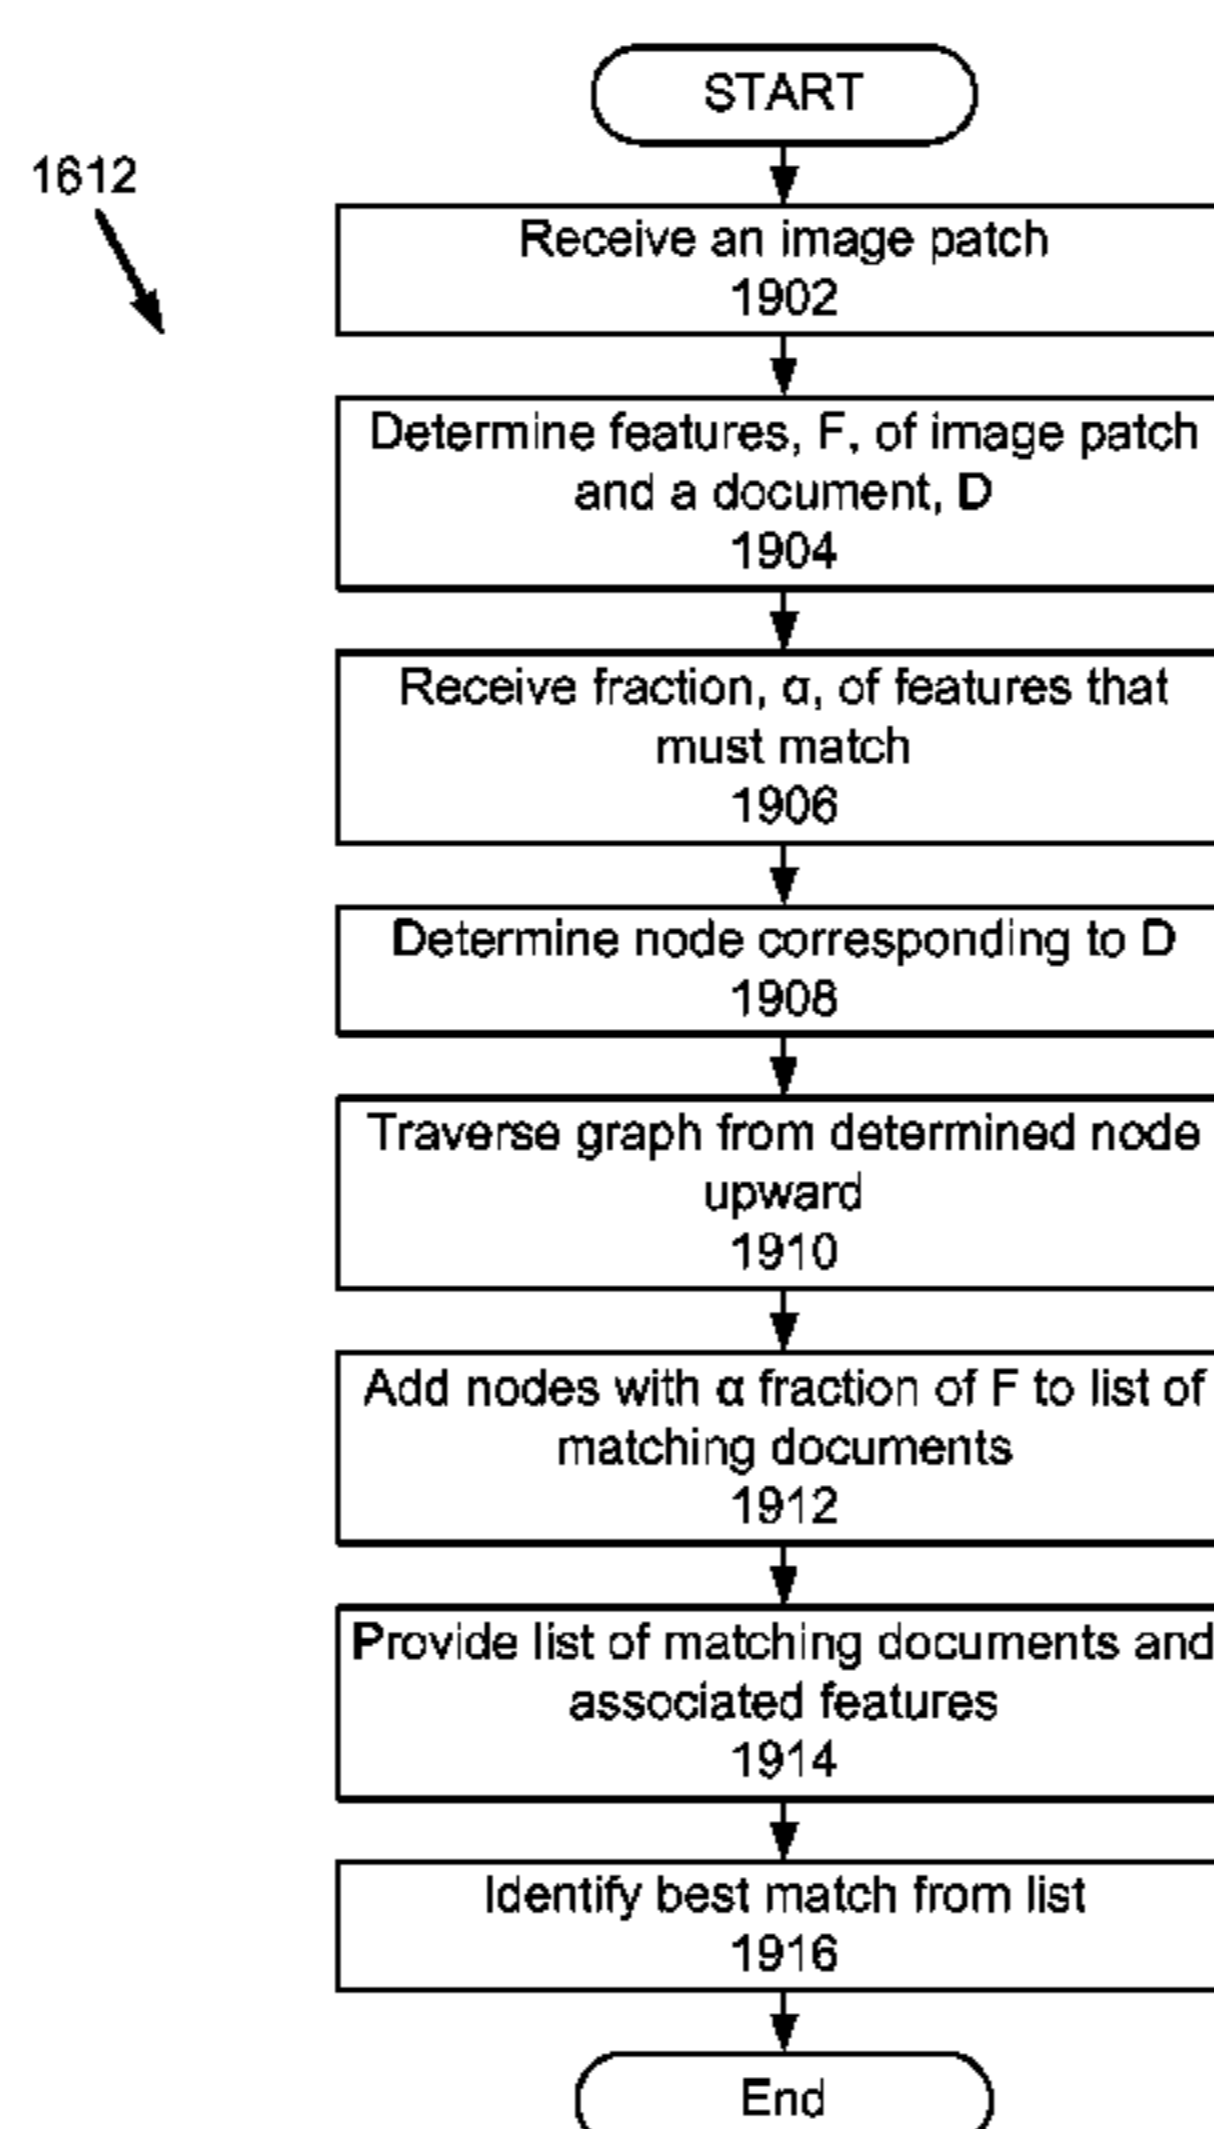 START
1612
Receive an image patch
1902
Determine features, F, of image patch
and a document, D
1904
Receive fraction, α, of features that
must match
1906
Determine node corresponding to D
1908
Traverse graph from determined node
upward
1910
Add nodes with α fraction of F to list of
matching documents
1912
Provide list of matching documents and
associated features
1914
Identify best match from list
1916
End